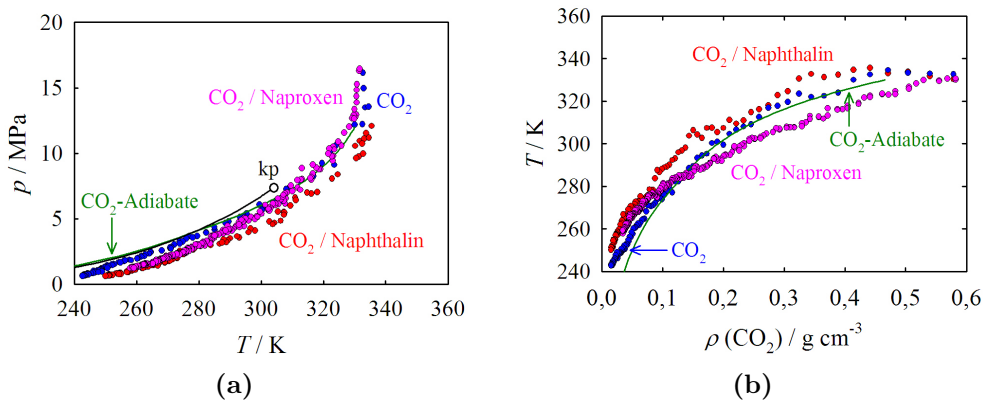 20
15
10
5
0
p / MPa
CO2 / Naproxen
CO2
kp
CO2-Adiabate
CO2 / Naphthalin
240 260 280 300 320 340 360
T / K
(a)
360
340
320
300
280
260
240
T / K
CO2 / Naphthalin
CO2-Adiabate
CO2 / Naproxen
CO2
0,0 0,1 0,2 0,3 0,4 0,5 0,6
ρ (CO2) / g cm-3
(b)